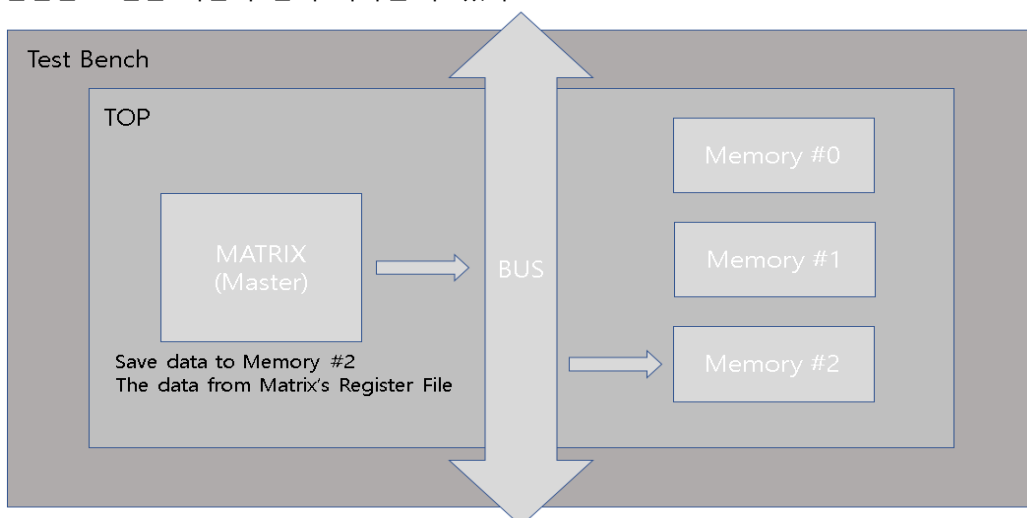 Test Bench
TOP
Memory #0
MATRIX
(Master)
BUS
Memory #1
Save data to Memory #2
The data from Matrix's Register File
Memory #2